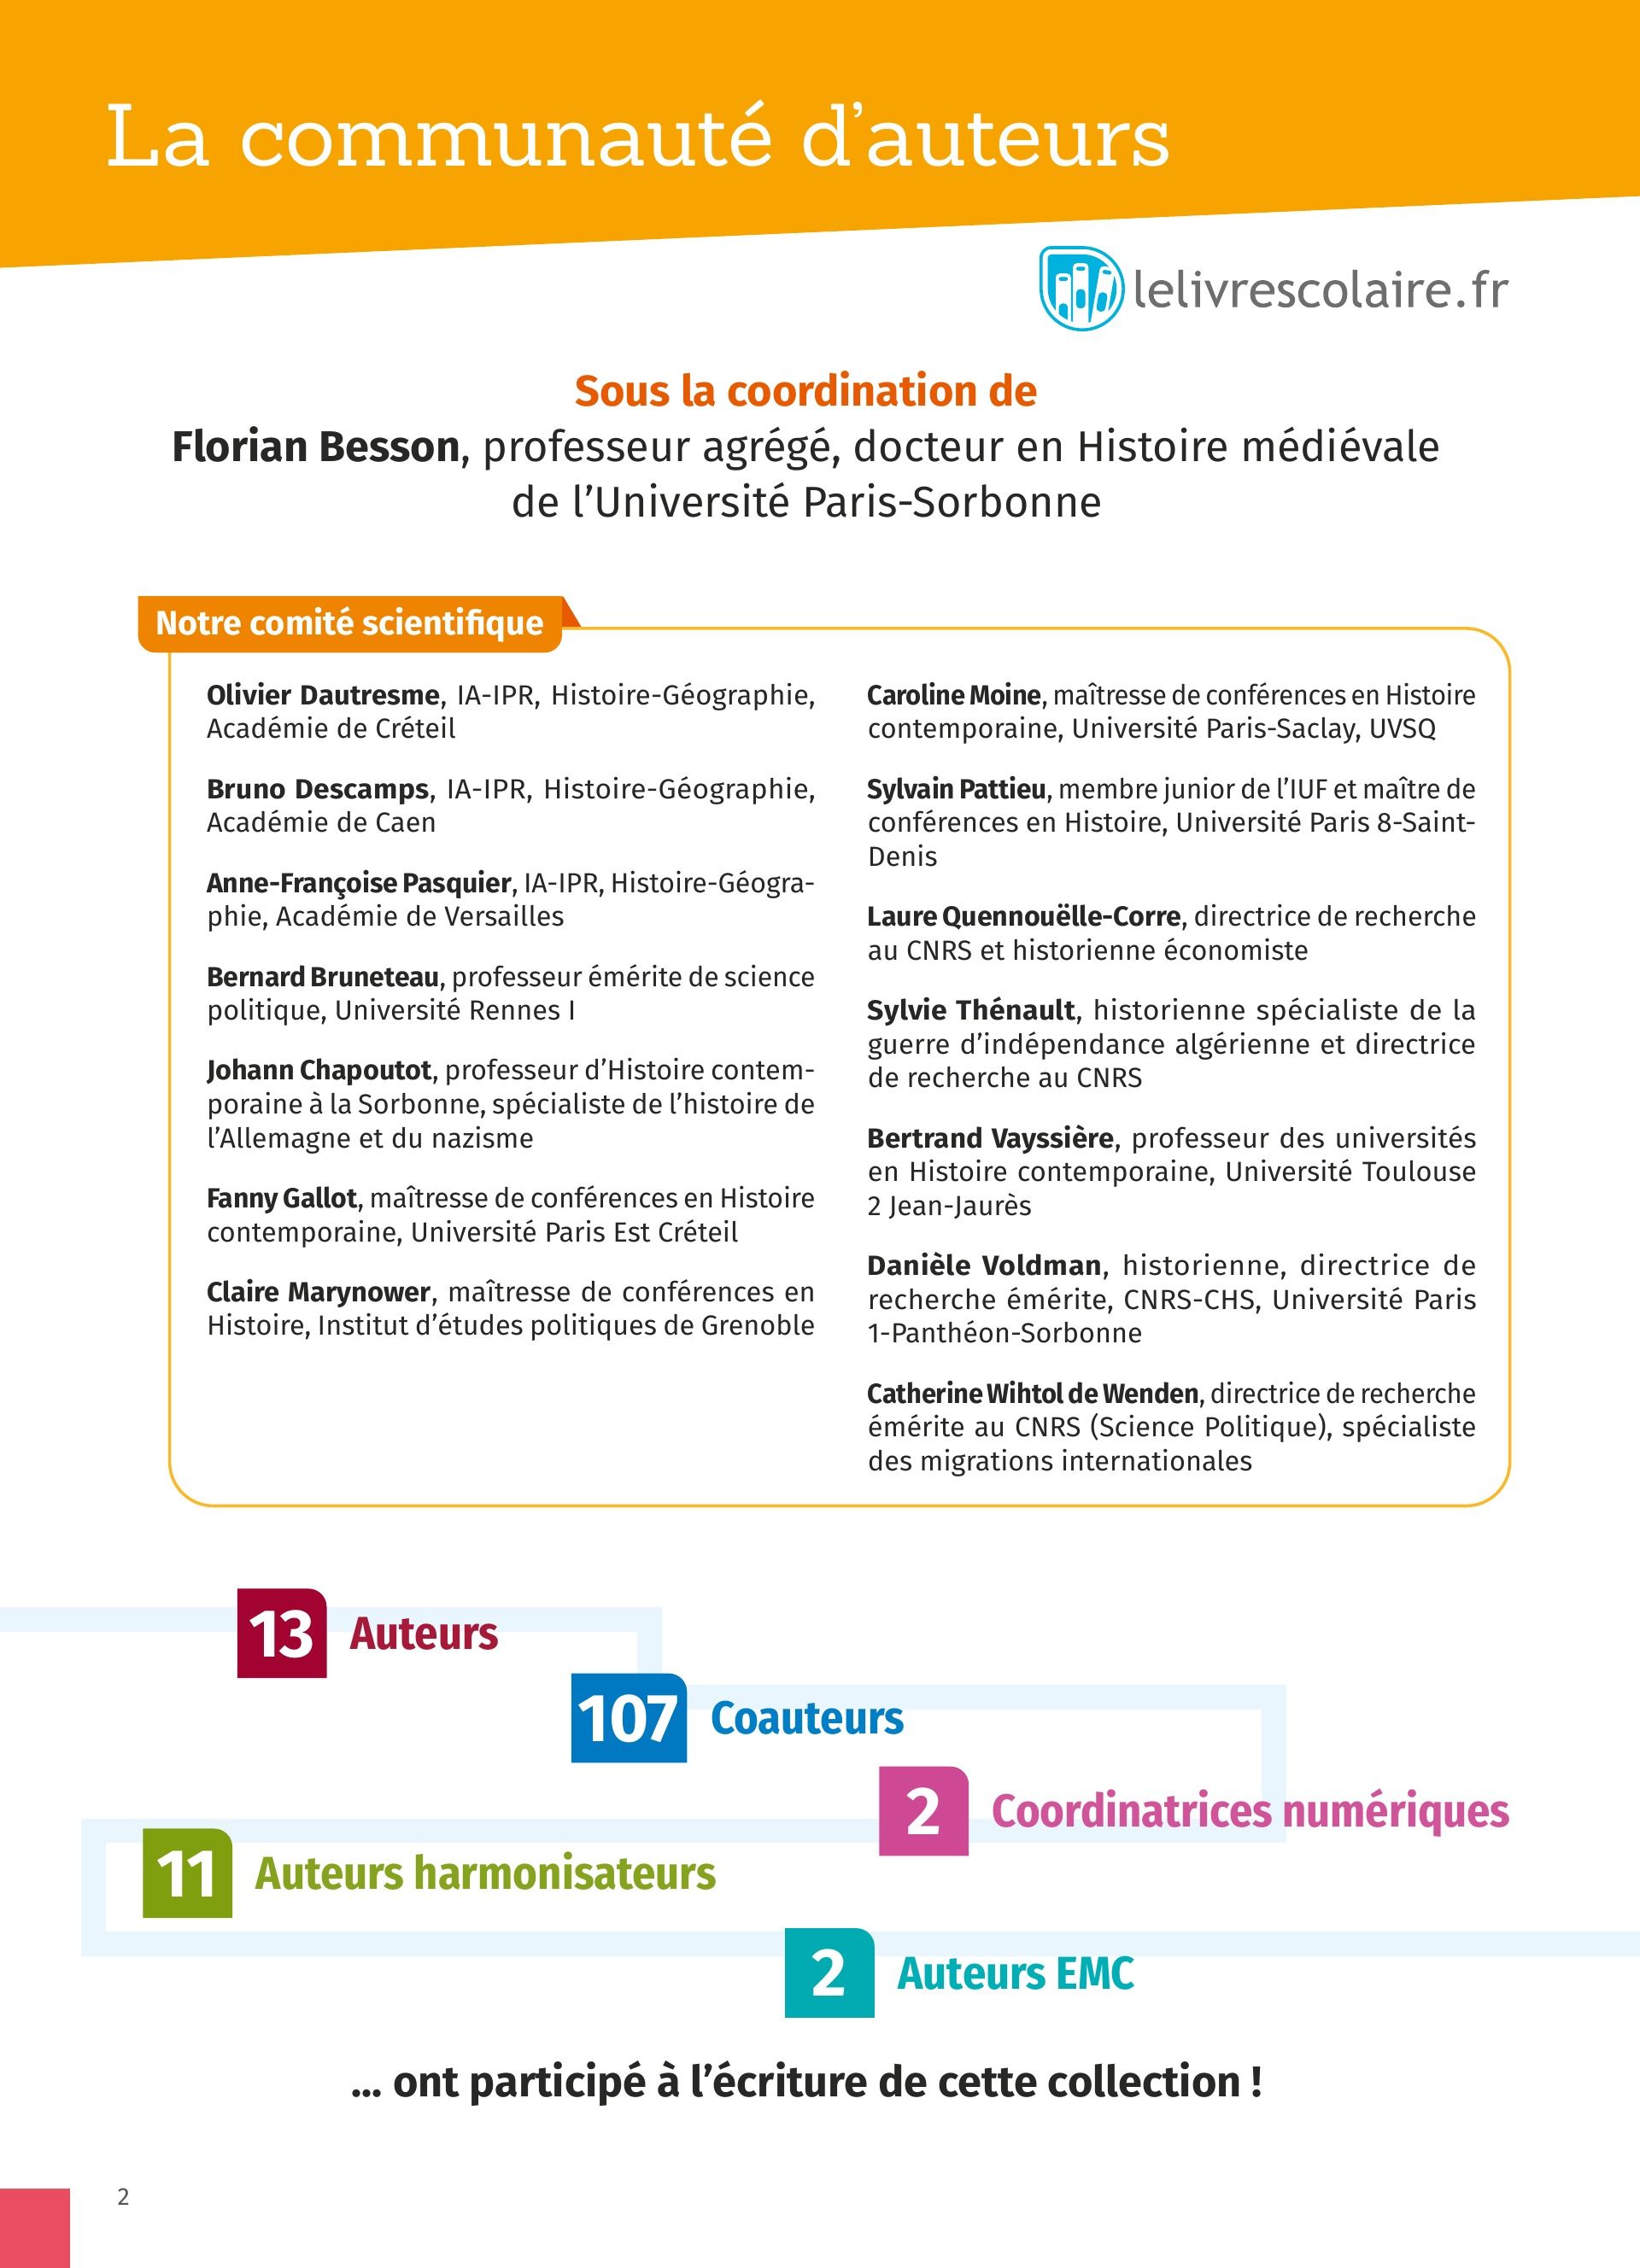 La communauté d’auteurs
lelivrescolaire.fr
Sous la coordination de
Florian Besson, professeur agrégé, docteur en Histoire médiévale
de l’Université Paris-Sorbonne
Notre comité scientifique
Olivier Dautresme, IA-IPR, Histoire-Géographie,
Académie de Créteil
Bruno Descamps, IA-IPR, Histoire-Géographie,
Académie de Caen
Anne-Françoise Pasquier, IA-IPR, Histoire-Géogra-
phie, Académie de Versailles
Bernard Bruneteau, professeur émérite de science
politique, Université Rennes I
Johann Chapoutot, professeur d’Histoire contem-
poraine à la Sorbonne, spécialiste de l’histoire de
l’Allemagne et du nazisme
Fanny Gallot, maîtresse de conférences en Histoire
contemporaine, Université Paris Est Créteil
Claire Marynower, maîtresse de conférences en
Histoire, Institut d’études politiques de Grenoble
Caroline Moine, maîtresse de conférences en Histoire
contemporaine, Université Paris-Saclay, UVSQ
Sylvain Pattieu, membre junior de l’IUF et maître de
conférences en Histoire, Université Paris 8-Saint-
Denis
Laure Quennouëlle-Corre, directrice de recherche
au CNRS et historienne économiste
Sylvie Thénault, historienne spécialiste de la
guerre d’indépendance algérienne et directrice
de recherche au CNRS
Bertrand Vayssière, professeur des universités
en Histoire contemporaine, Université Toulouse
2 Jean-Jaurès
Danièle Voldman, historienne, directrice de
recherche émérite, CNRS-CHS, Université Paris
1-Panthéon-Sorbonne
Catherine Wihtol de Wenden, directrice de recherche
émérite au CNRS (Science Politique), spécialiste
des migrations internationales
13 Auteurs
107 Coauteurs
2 Coordinatrices numériques
11 Auteurs harmonisateurs
2 Auteurs EMC
... ont participé à l’écriture de cette collection !
2